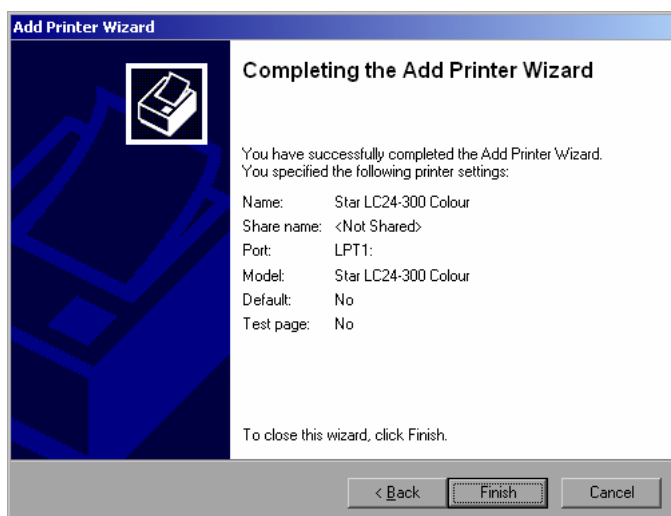 Add Printer Wizard
Completing the Add Printer Wizard
You have successfully completed the Add Printer Wizard.
You specified the following printer settings:
Name: Star LC24-300 Colour
Share name: <Not Shared>
Port: LPT1:
Model: Star LC24-300 Colour
Default: No
Test page: No
To close this wizard, click Finish.
< Back Finish Cancel